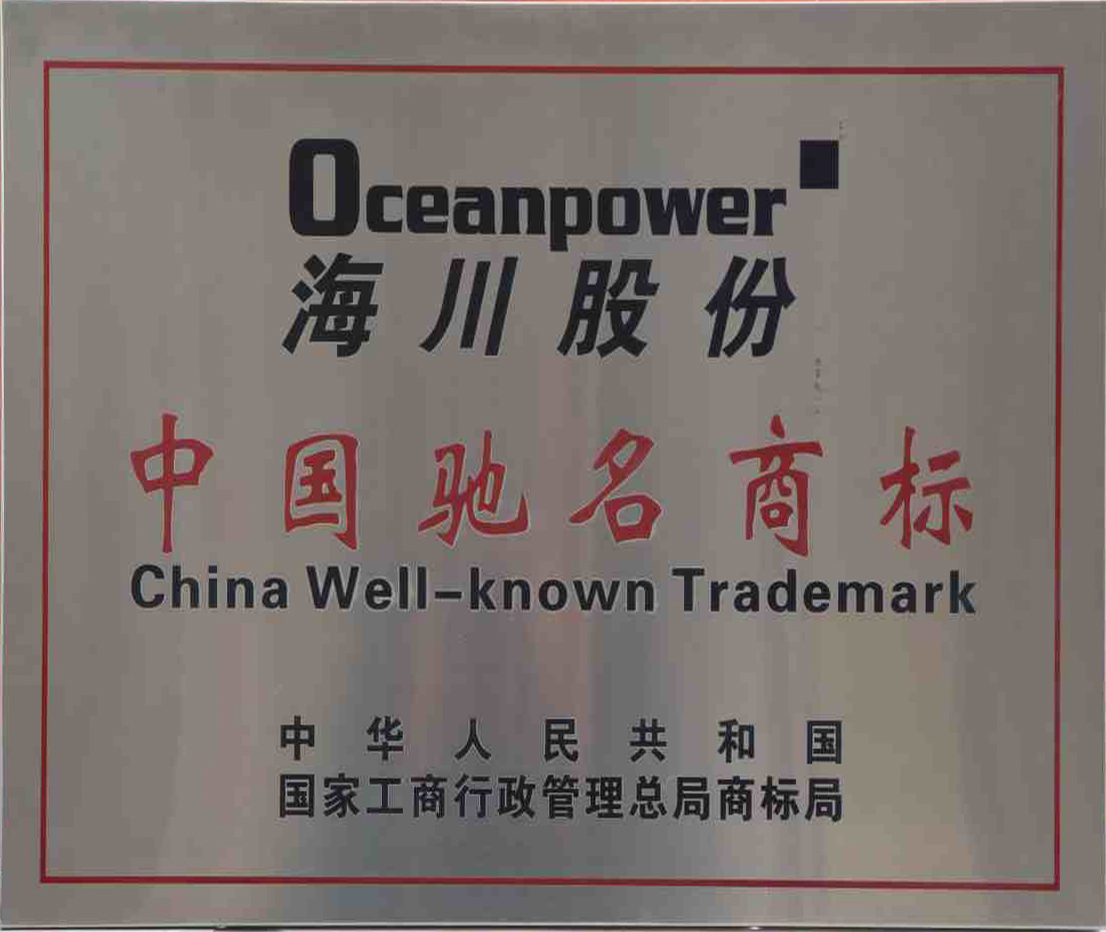 Oceanpower
海川股份
中国驰名商标
China Well-known Trademark
中华人民共和国
国家工商行政管理总局商标局